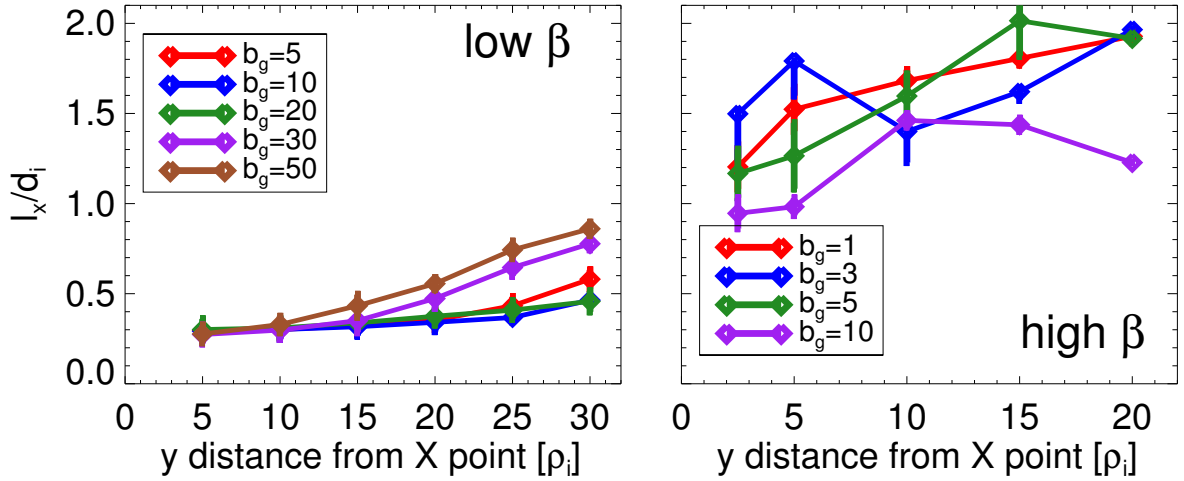 low β
b_g=5
b_g=10
b_g=20
b_g=30
b_g=50
l_x/d_i
2.0
1.5
1.0
0.5
0.0
0 5 10 15 20 25 30
y distance from X point [ρ_i]
b_g=1
b_g=3
b_g=5
b_g=10
high β
0 5 10 15 20
y distance from X point [ρ_i]